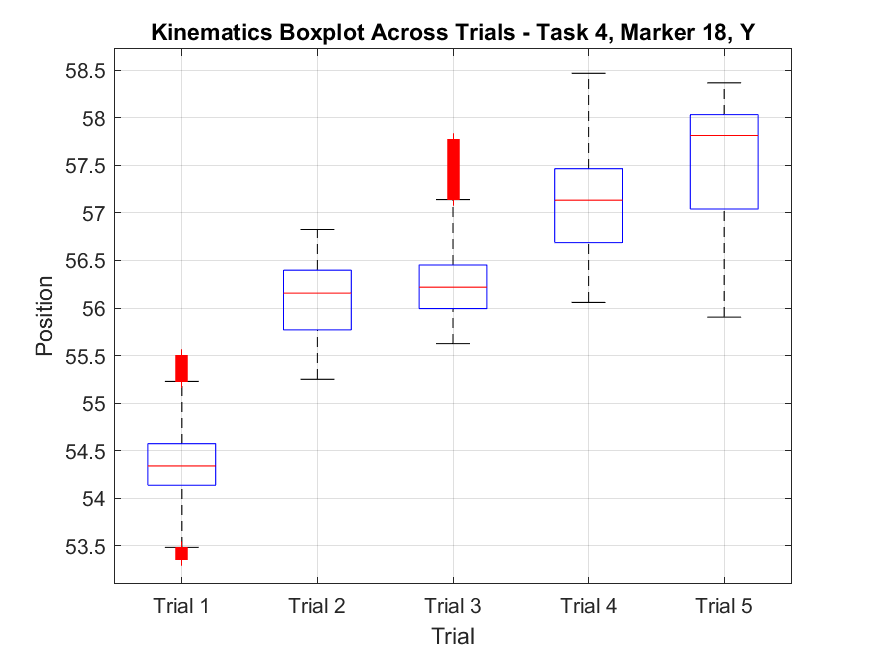 Kinematics Boxplot Across Trials - Task 4, Marker 18, Y
58.5
58
57.5
57
56.5
56
55.5
55
54.5
54
53.5
Position
Trial 1 Trial 2 Trial 3 Trial 4 Trial 5
Trial